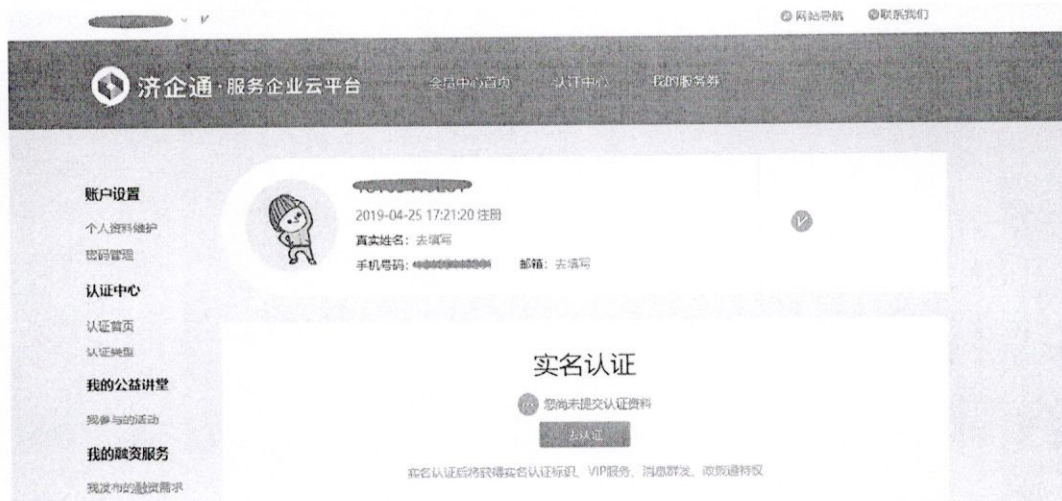 网站导航 联系我们
济企通·服务企业云平台 会员中心首页 认证中心 我的服务券
账户设置
个人资料维护
密码管理
认证中心
认证首页
认证类型
我的公益讲堂
我参与的活动
我的融资服务
我发布的融资需求
2019-04-25 17:21:20 注册
真实姓名：去填写
手机号码： 邮箱：去填写
实名认证
您尚未提交认证资料
去认证
实名认证后将获得实名认证标识、VIP服务、消息群发、政策通特权